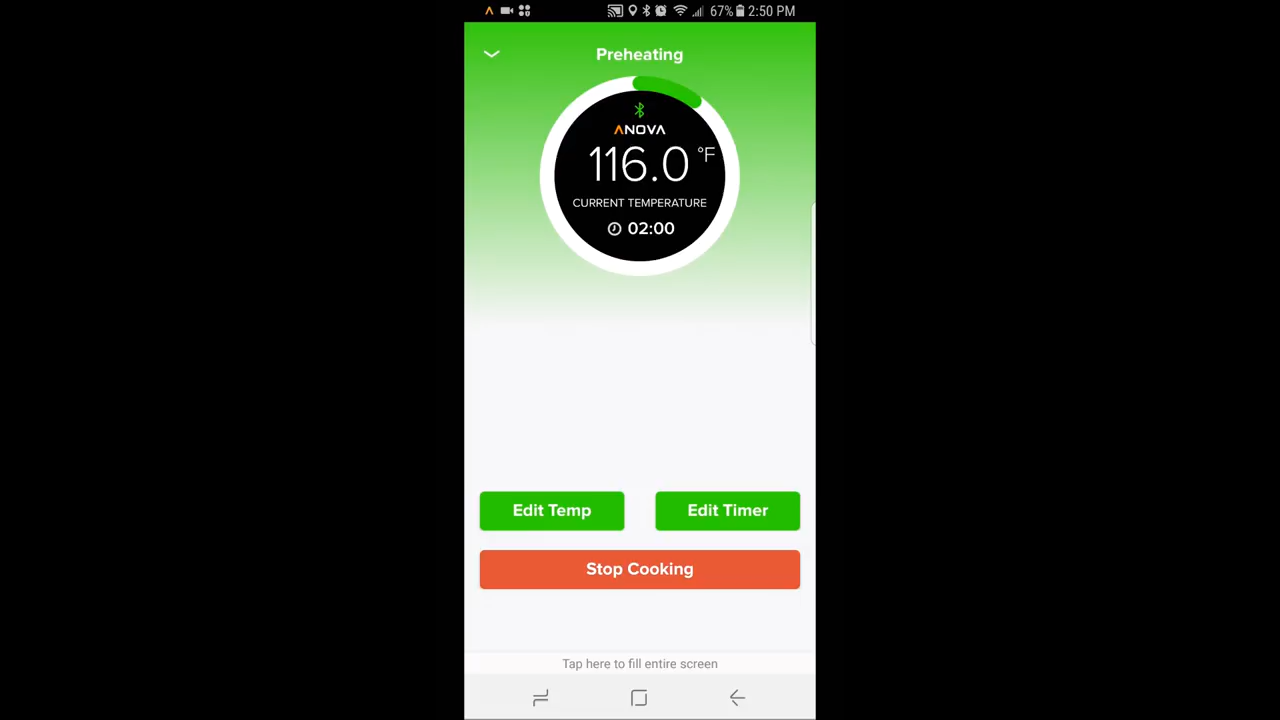 67% 2:50 PM
Preheating
ANOVA
116.0 °F
CURRENT TEMPERATURE
02:00
Edit Temp
Edit Timer
Stop Cooking
Tap here to fill entire screen